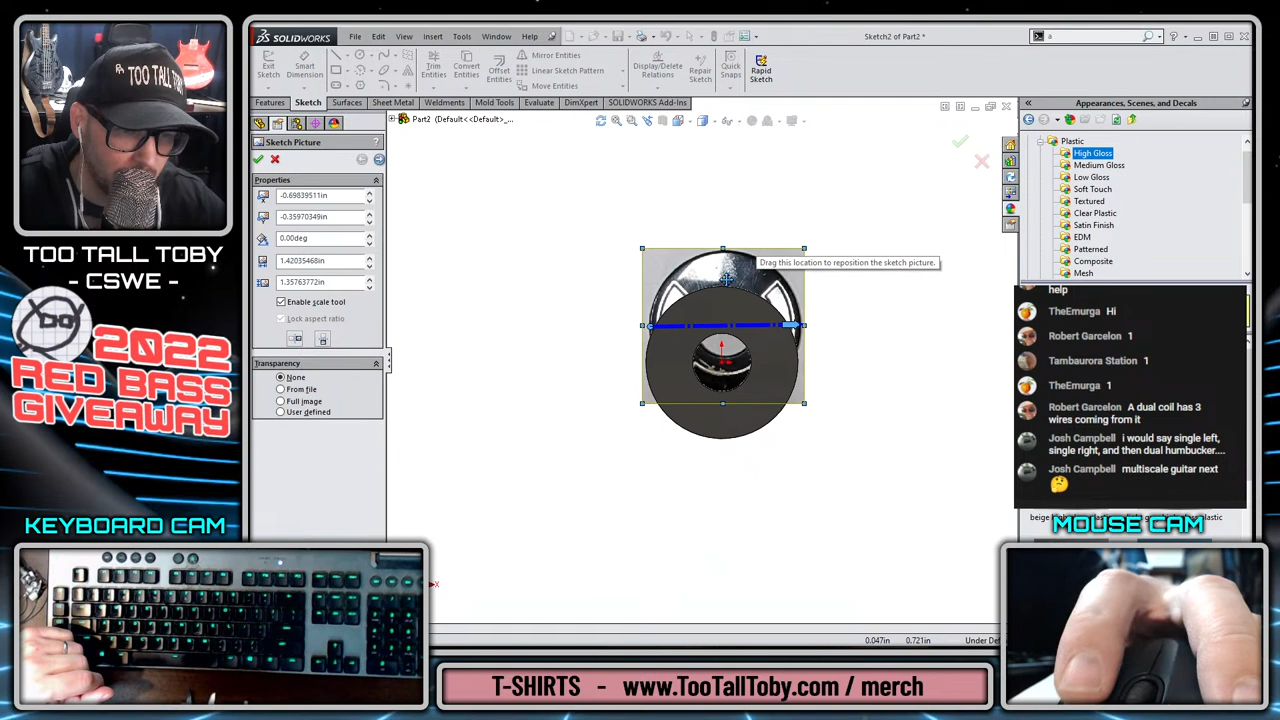 TOO TALL TOBY
TOO TALL TOBY
- CSWE -
2022
RED BASS
GIVEAWAY
KEYBOARD CAM
SOLIDWORKS
File Edit View Insert Tools Window Help
Sketch2 of Part2 *
a
Exit Sketch
Smart Dimension
Trim Entities
Convert Entities
Offset Entities
Mirror Entities
Linear Sketch Pattern
Move Entities
Display/Delete Relations
Repair Sketch
Quick Snaps
Rapid Sketch
Features Sketch Surfaces Sheet Metal Weldments Mold Tools Evaluate DimXpert SOLIDWORKS Add-Ins
Part2 (Default<<Default>_...
Sketch Picture
Properties
-0.69839511in
-0.35970349in
0.00deg
1.42035468in
1.35763772in
Enable scale tool
Lock aspect ratio
Transparency
None
From file
Full image
User defined
Drag this location to reposition the sketch picture.
X
0.047in 0.721in Under Def
Appearances, Scenes, and Decals
Plastic
High Gloss
Medium Gloss
Low Gloss
Soft Touch
Textured
Clear Plastic
Satin Finish
EDM
Patterned
Composite
Mesh
help
TheEmurga Hi
Robert Garcelon 1
Tambaurora Station 1
TheEmurga 1
Robert Garcelon A dual coil has 3
wires coming from it
Josh Campbell i would say single left,
single right, and then dual humbucker....
Josh Campbell multiscale guitar next
MOUSE CAM
T-SHIRTS - www.TooTallToby.com / merch